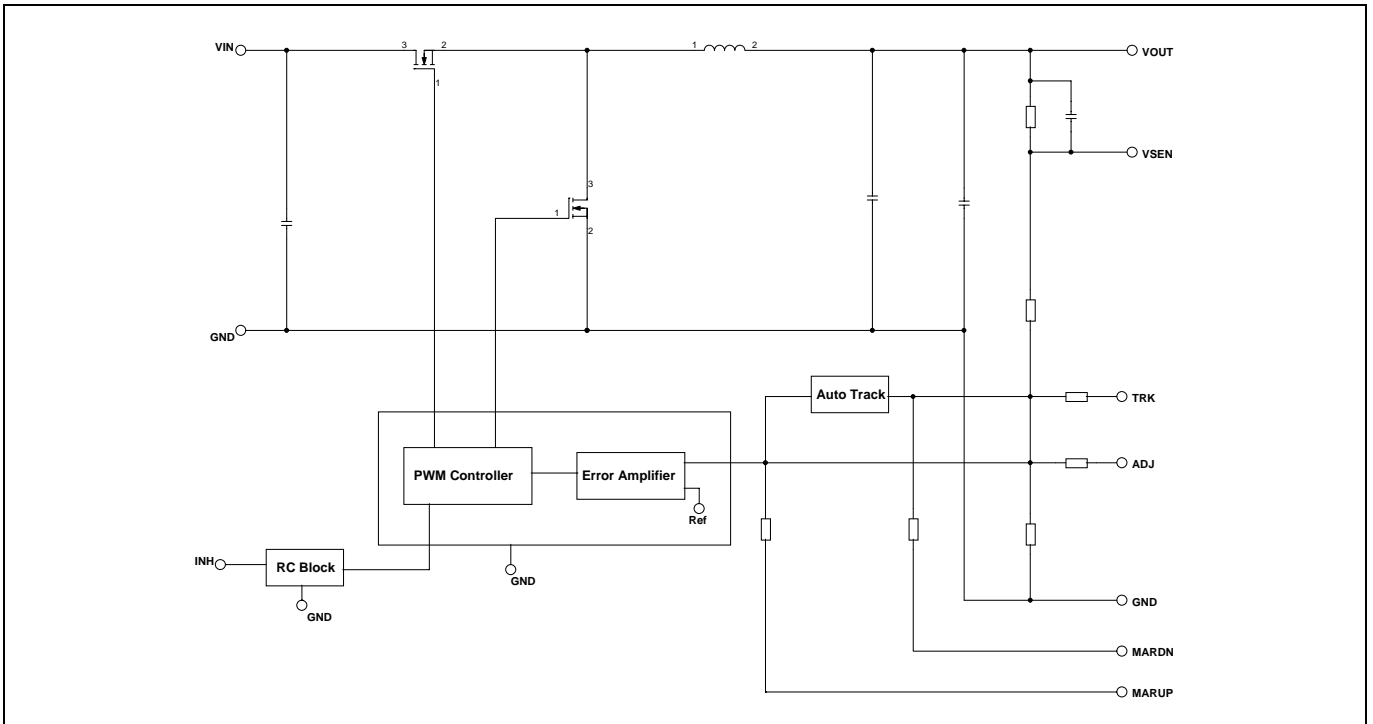 VIN
3
2
1
1
2
VOUT
VSEN
3
1
2
GND
Auto Track
TRK
PWM Controller
Error Amplifier
ADJ
Ref
INH
RC Block
GND
GND
GND
MARDN
MARUP